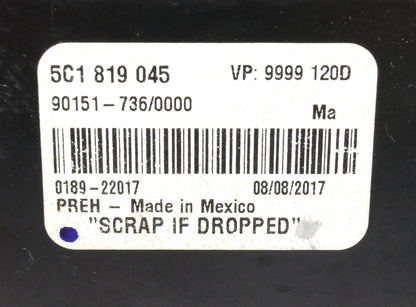 5C1 819 045 VP: 9999 120D
90151-736/0000 Ma
0189-22017 08/08/2017
PREH - Made in Mexico
"SCRAP IF DROPPED"